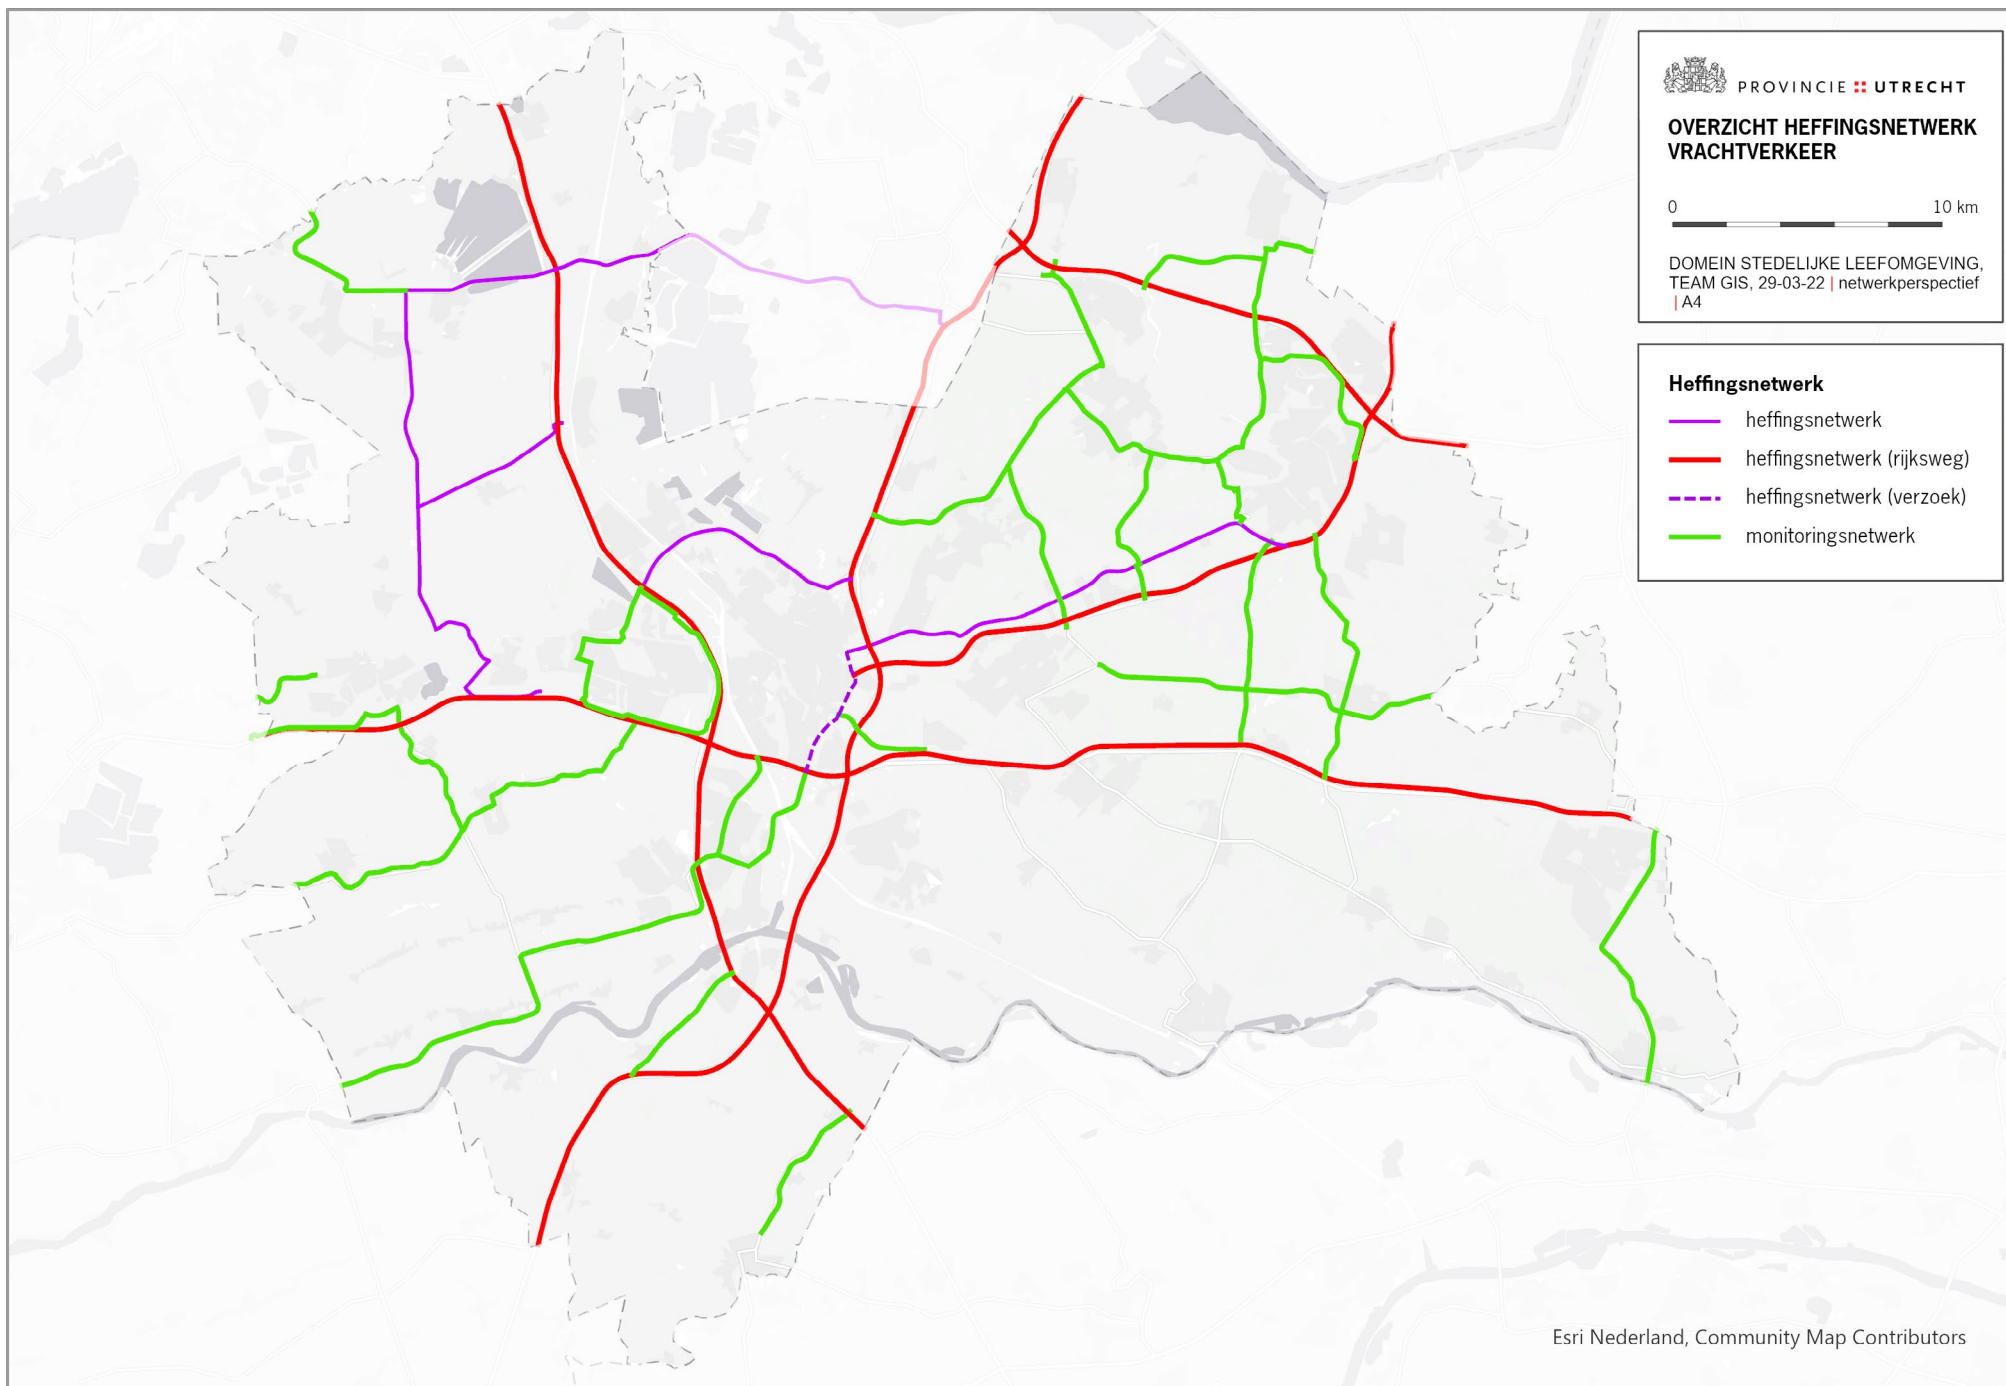 PROVINCIE UTRECHT
OVERZICHT HEFFINGSNETWERK
VRACHTVERKEER
0 10 km
DOMEIN STEDELIJKE LEEFOMGEVING,
TEAM GIS, 29-03-22 | netwerkperspectief
| A4
Heffingsnetwerk
heffingsnetwerk
heffingsnetwerk (rijksweg)
heffingsnetwerk (verzoek)
monitoringsnetwerk
Esri Nederland, Community Map Contributors